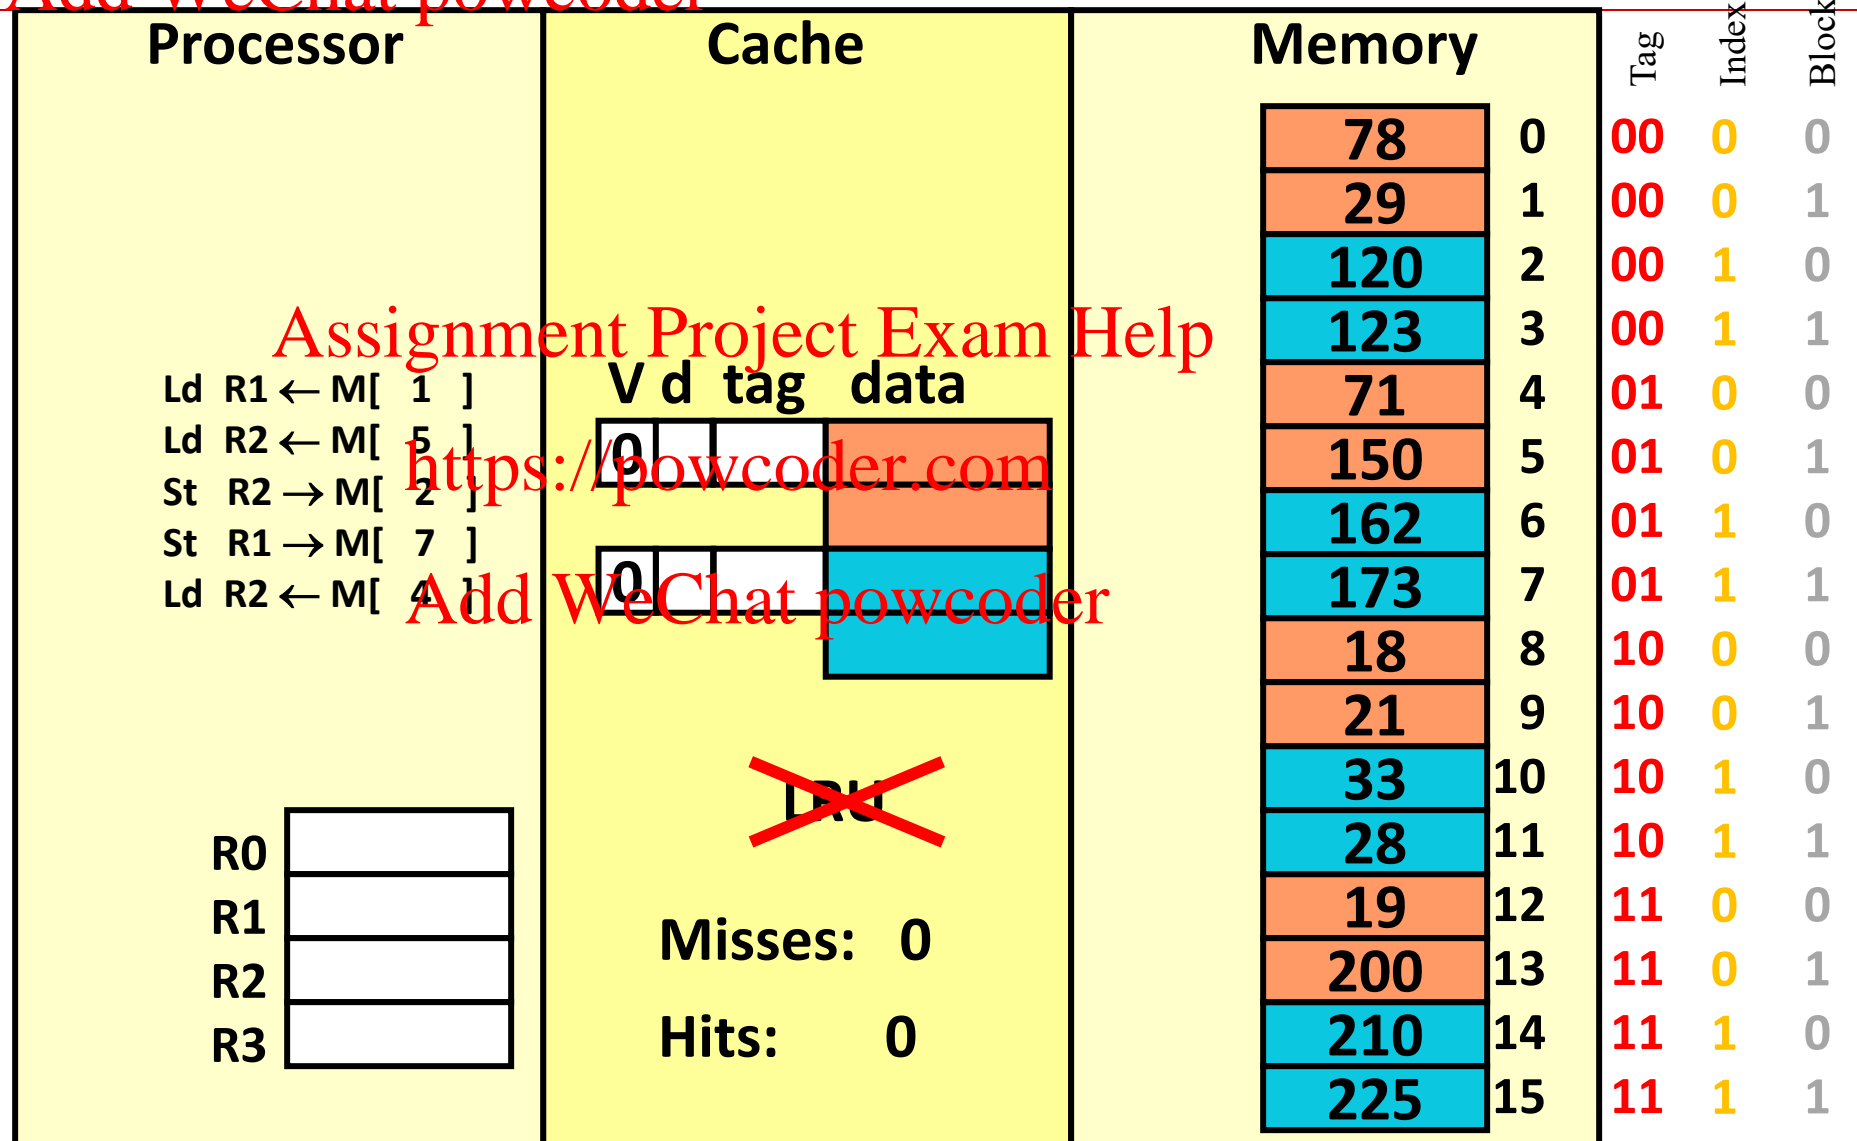 Add WeChat powcoder
Processor Cache Memory Tag Index Block
78 0 00 0 0
29 1 00 0 1
120 2 00 1 0
123 3 00 1 1
Assignment Project Exam Help
V d tag data
Ld R1 ← M[ 1 ]
71 4 01 0 0
Ld R2 ← M[ 5 ]
0
150 5 01 0 1
https://powcoder.com
St R2 → M[ 2 ]
162 6 01 1 0
St R1 → M[ 7 ]
0
173 7 01 1 1
Ld R2 ← M[ 4 ]
Add WeChat powcoder
18 8 10 0 0
21 9 10 0 1
LRU
33 10 10 1 0
R0
28 11 10 1 1
R1
19 12 11 0 0
Misses: 0
R2
200 13 11 0 1
R3
Hits: 0
210 14 11 1 0
225 15 11 1 1